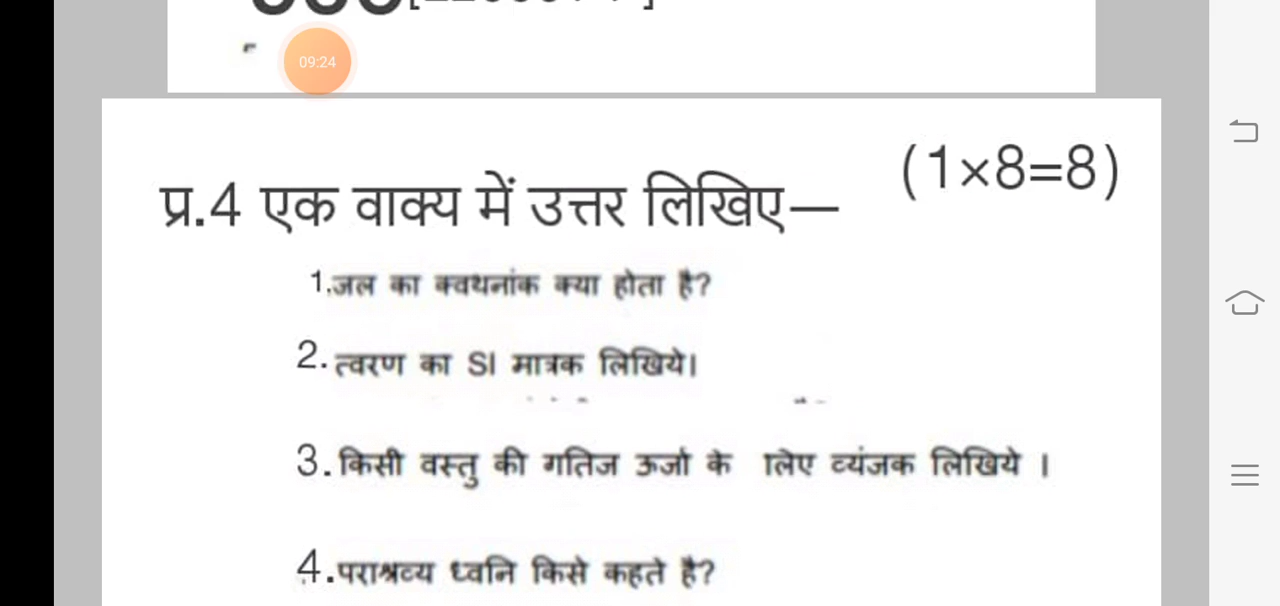 09:24
(1×8=8)
प्र.4 एक वाक्य में उत्तर लिखिए—
1.जल का क्वथनांक क्या होता है?
2. त्वरण का SI मात्रक लिखिये।
3. किसी वस्तु की गतिज ऊर्जा के लिए व्यंजक लिखिये ।
4. पराश्रव्य ध्वनि किसे कहते है?